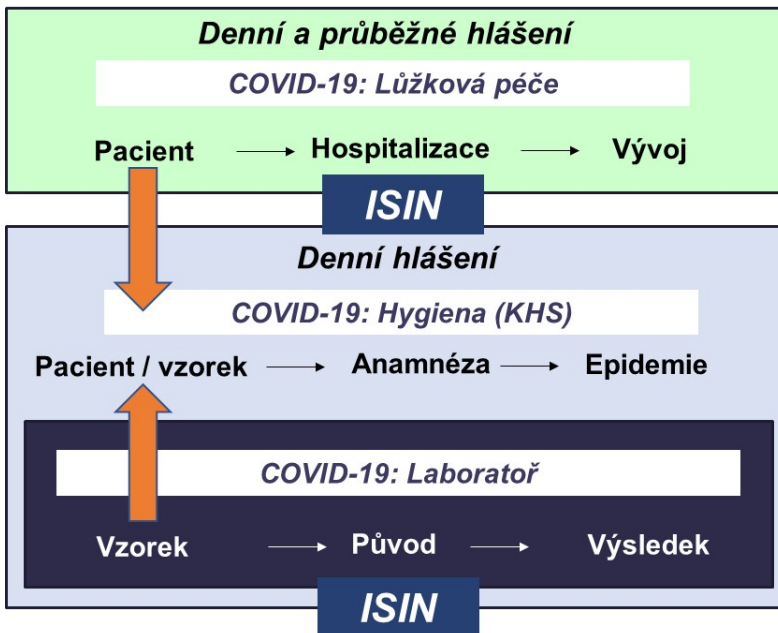 Denní a průběžné hlášení
COVID-19: Lůžková péče
Pacient Hospitalizace Vývoj
ISIN
Denní hlášení
COVID-19: Hygiena (KHS)
Pacient / vzorek Anamnéza Epidemie
COVID-19: Laboratoř
Vzorek Původ Výsledek
ISIN